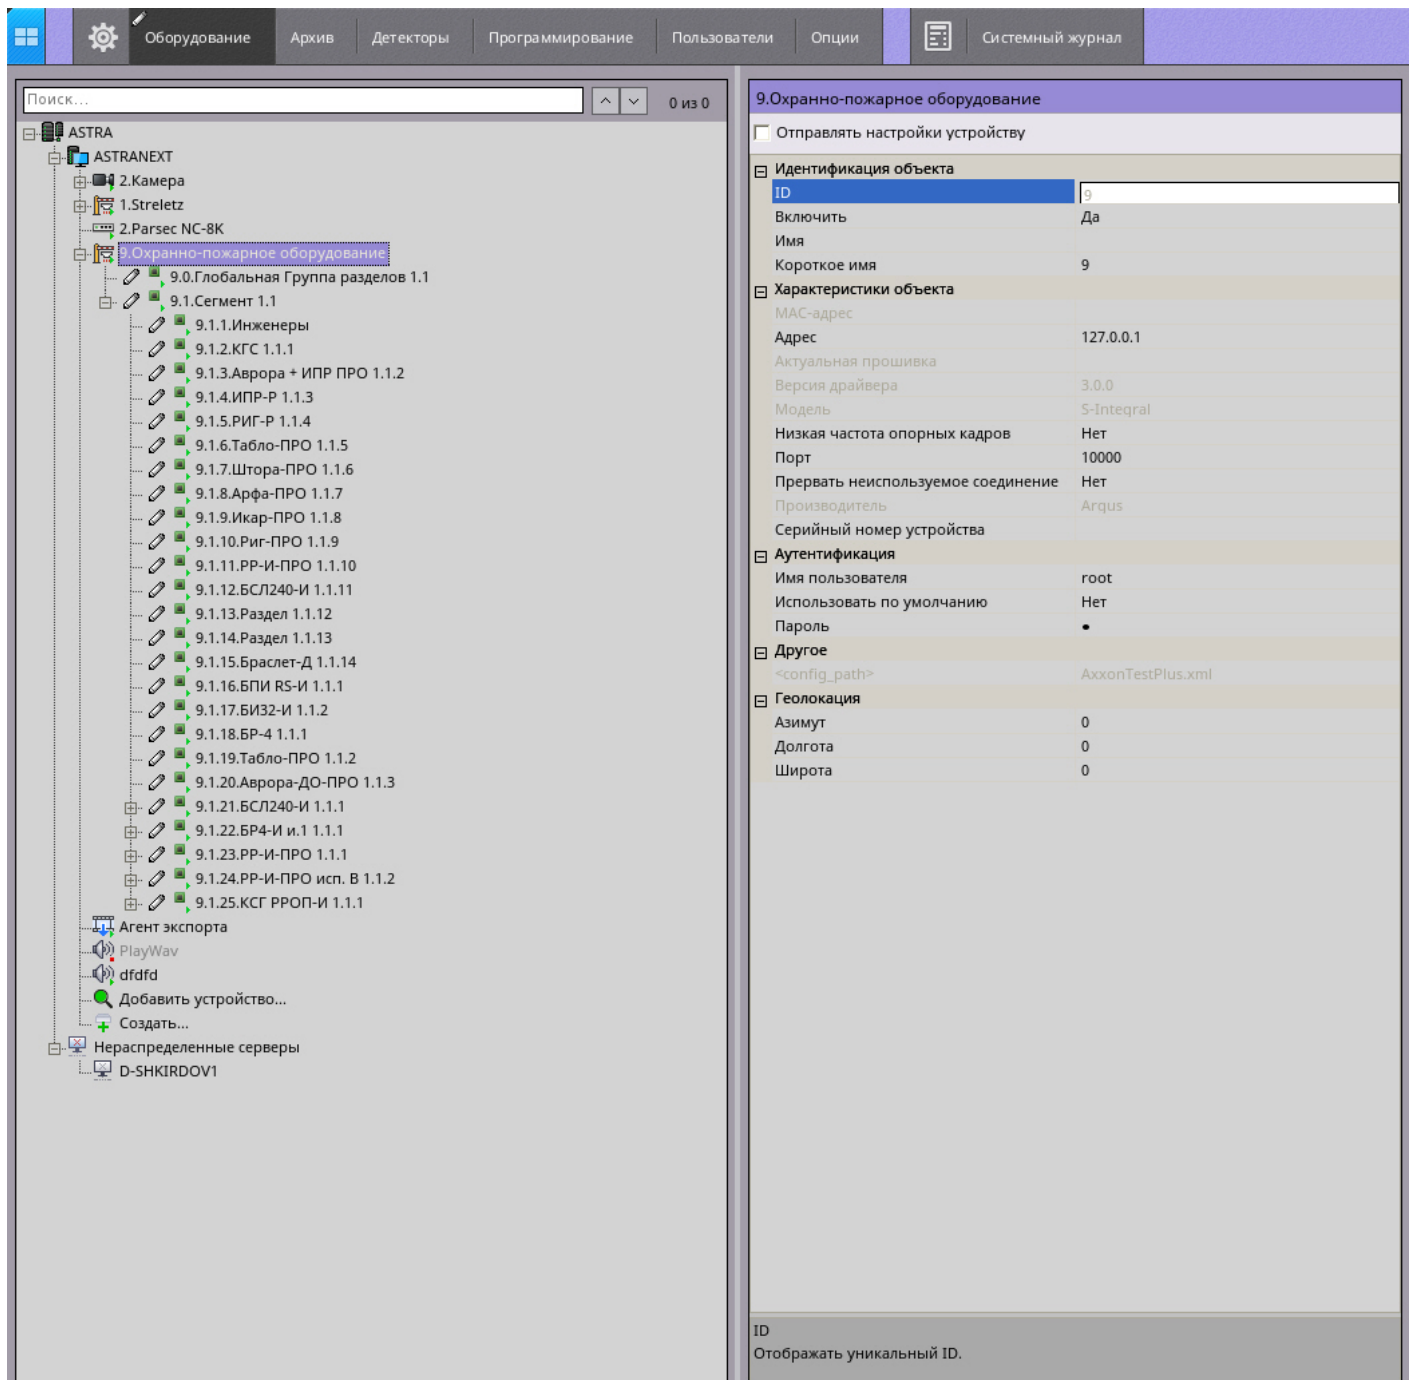 Оборудование Архив Детекторы Программирование Пользователи Опции Системный журнал
Поиск... 0 из 0
ASTRA
ASTRANEXT
2.Камера
1.Streletz
2.Parsec NC-8K
9.Охранно-пожарное оборудование
9.0.Глобальная Группа разделов 1.1
9.1.Сегмент 1.1
9.1.1.Инженеры
9.1.2.КГС 1.1.1
9.1.3.Аврора + ИПР ПРО 1.1.2
9.1.4.ИПР-Р 1.1.3
9.1.5.РИГ-Р 1.1.4
9.1.6.Табло-ПРО 1.1.5
9.1.7.Штора-ПРО 1.1.6
9.1.8.Арфа-ПРО 1.1.7
9.1.9.Икар-ПРО 1.1.8
9.1.10.Риг-ПРО 1.1.9
9.1.11.РР-И-ПРО 1.1.10
9.1.12.БСЛ240-И 1.1.11
9.1.13.Раздел 1.1.12
9.1.14.Раздел 1.1.13
9.1.15.Браслет-Д 1.1.14
9.1.16.БПИ RS-И 1.1.1
9.1.17.БИ32-И 1.1.2
9.1.18.БР-4 1.1.1
9.1.19.Табло-ПРО 1.1.2
9.1.20.Аврора-ДО-ПРО 1.1.3
9.1.21.БСЛ240-И 1.1.1
9.1.22.БР4-И и.1 1.1.1
9.1.23.РР-И-ПРО 1.1.1
9.1.24.РР-И-ПРО исп. В 1.1.2
9.1.25.КСГ РРОП-И 1.1.1
Агент экспорта
PlayWav
dfdfd
Добавить устройство...
Создать...
Нераспределенные серверы
D-SHKIRDOV1
9.Охранно-пожарное оборудование
Отправлять настройки устройству
Идентификация объекта
ID 9
Включить Да
Имя
Короткое имя 9
Характеристики объекта
MAC-адрес
Адрес 127.0.0.1
Актуальная прошивка
Версия драйвера 3.0.0
Модель S-Integral
Низкая частота опорных кадров Нет
Порт 10000
Прервать неиспользуемое соединение Нет
Производитель Argus
Серийный номер устройства
Аутентификация
Имя пользователя root
Использовать по умолчанию Нет
Пароль •
Другое
<config_path> AxxonTestPlus.xml
Геолокация
Азимут 0
Долгота 0
Широта 0
ID
Отображать уникальный ID.